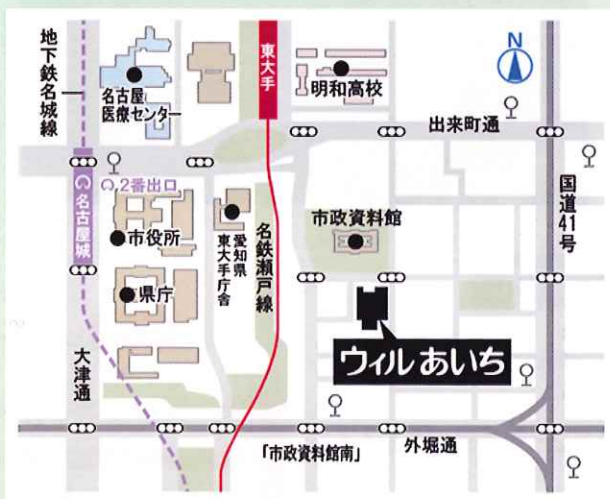 地下鉄名城線
名古屋
医療センター
東大手
明和高校
N
出来町通
2番出口
名古屋城
市役所
愛知県
東大手庁舎
名鉄瀬戸線
市政資料館
国道41号
県庁
ウィルあいち
大津通
「市政資料館南」
外堀通